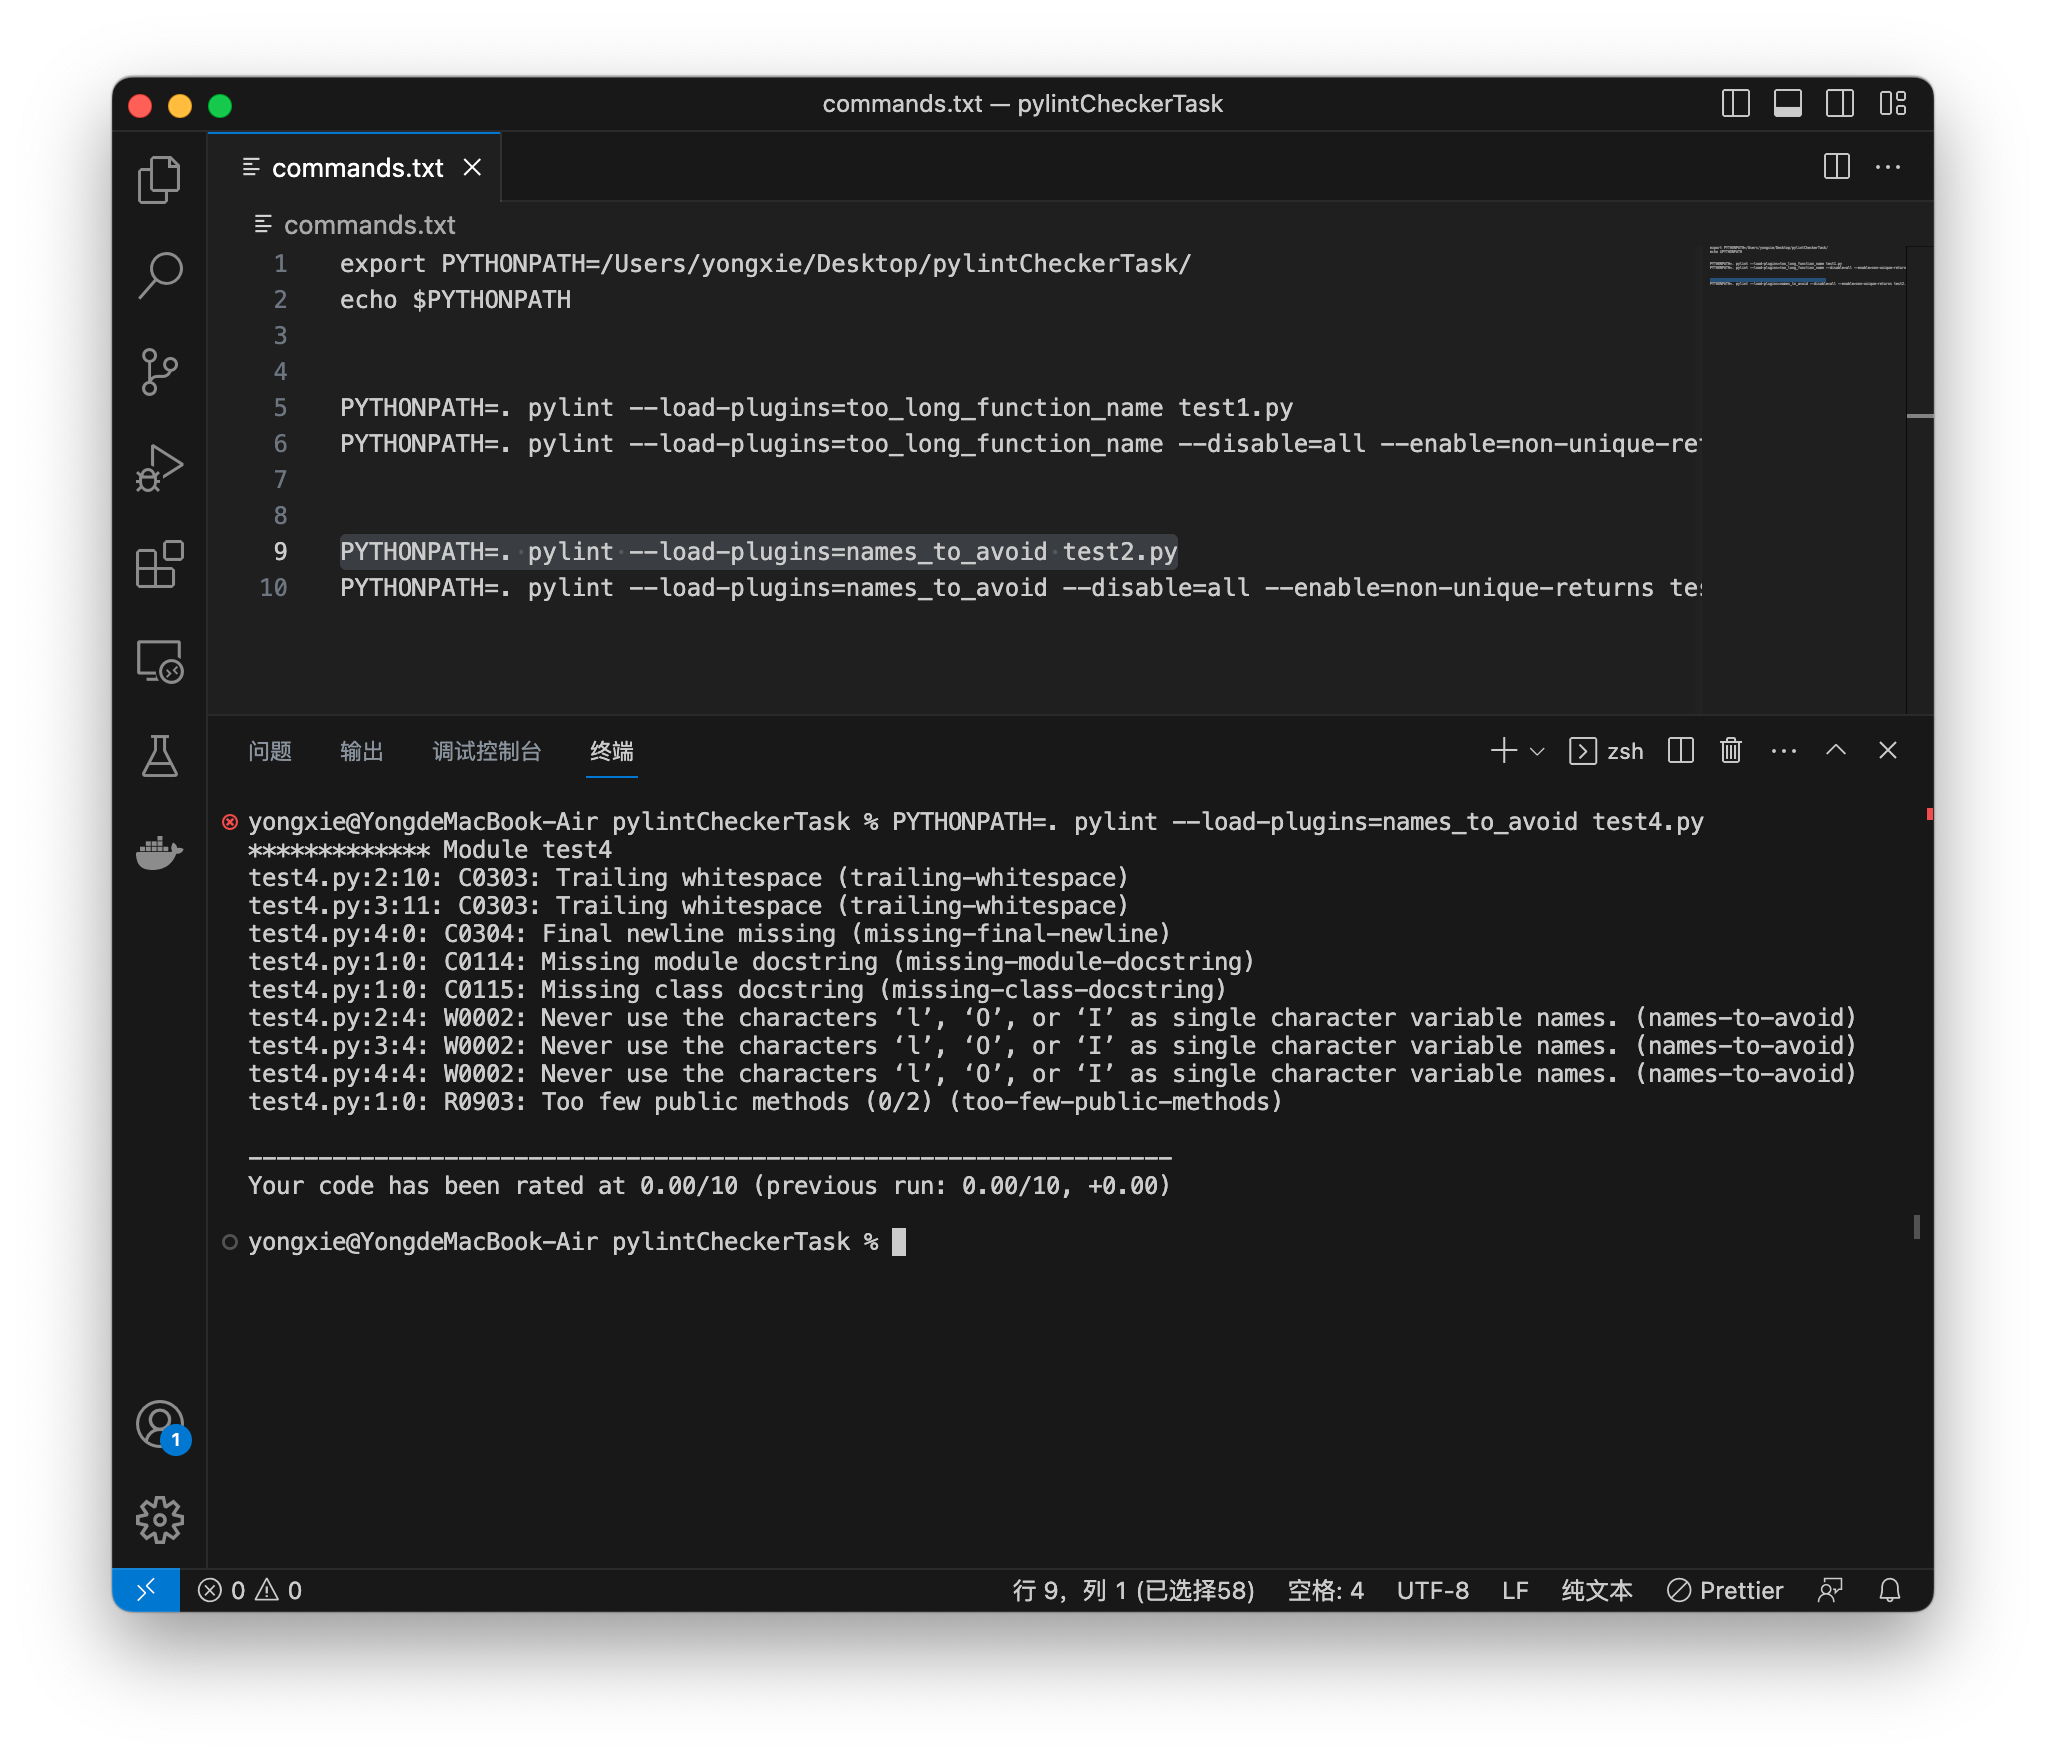 commands.txt — pylintCheckerTask
commands.txt
commands.txt
1 export PYTHONPATH=/Users/yongxie/Desktop/pylintCheckerTask/
2 echo $PYTHONPATH
3
4
5 PYTHONPATH=. pylint --load-plugins=too_long_function_name test1.py
6 PYTHONPATH=. pylint --load-plugins=too_long_function_name --disable=all --enable=non-unique-ret
7
8
9 PYTHONPATH=. pylint --load-plugins=names_to_avoid test2.py
10 PYTHONPATH=. pylint --load-plugins=names_to_avoid --disable=all --enable=non-unique-returns tes
问题 输出 调试控制台 终端 zsh
yongxie@YongdeMacBook-Air pylintCheckerTask % PYTHONPATH=. pylint --load-plugins=names_to_avoid test4.py
************* Module test4
test4.py:2:10: C0303: Trailing whitespace (trailing-whitespace)
test4.py:3:11: C0303: Trailing whitespace (trailing-whitespace)
test4.py:4:0: C0304: Final newline missing (missing-final-newline)
test4.py:1:0: C0114: Missing module docstring (missing-module-docstring)
test4.py:1:0: C0115: Missing class docstring (missing-class-docstring)
test4.py:2:4: W0002: Never use the characters ‘l’, ‘O’, or ‘I’ as single character variable names. (names-to-avoid)
test4.py:3:4: W0002: Never use the characters ‘l’, ‘O’, or ‘I’ as single character variable names. (names-to-avoid)
test4.py:4:4: W0002: Never use the characters ‘l’, ‘O’, or ‘I’ as single character variable names. (names-to-avoid)
test4.py:1:0: R0903: Too few public methods (0/2) (too-few-public-methods)
------------------------------------------------------------------
Your code has been rated at 0.00/10 (previous run: 0.00/10, +0.00)
yongxie@YongdeMacBook-Air pylintCheckerTask %
1
0 0 行 9，列 1 (已选择58) 空格: 4 UTF-8 LF 纯文本 Prettier